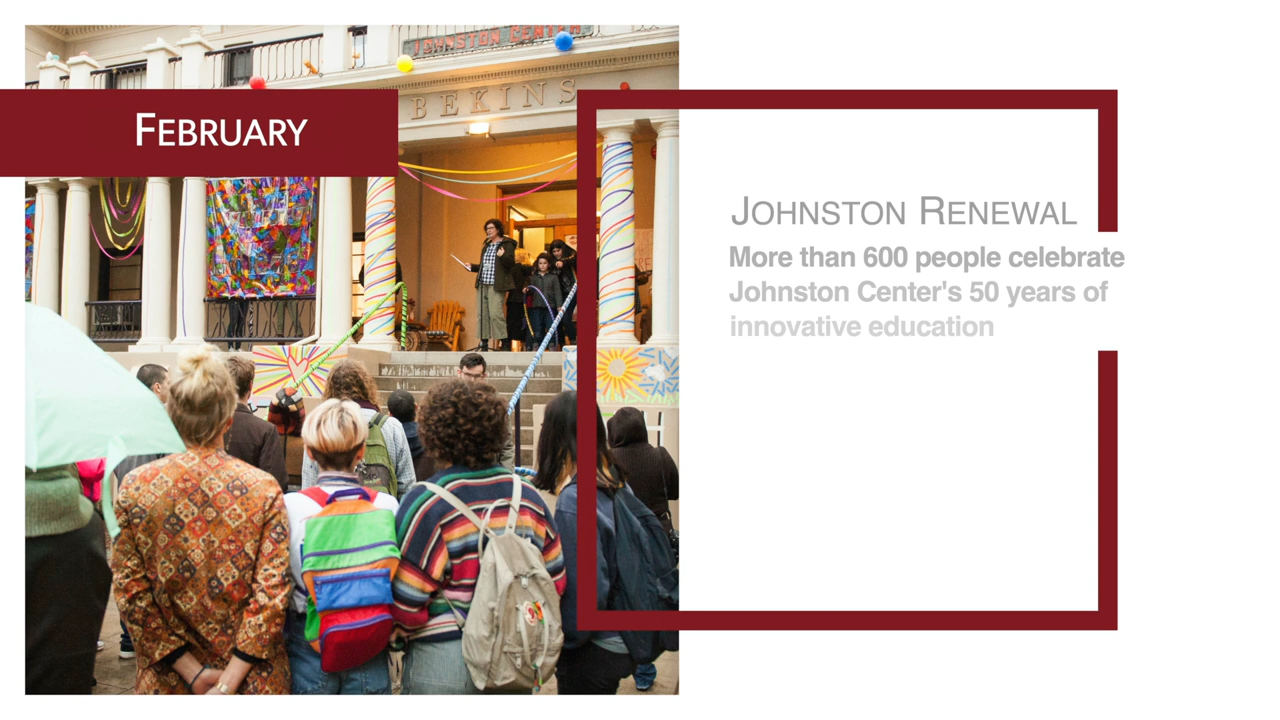 JOHNSTON CENTER
BEKINS
FEBRUARY
JOHNSTON RENEWAL
More than 600 people celebrate
Johnston Center's 50 years of
innovative education